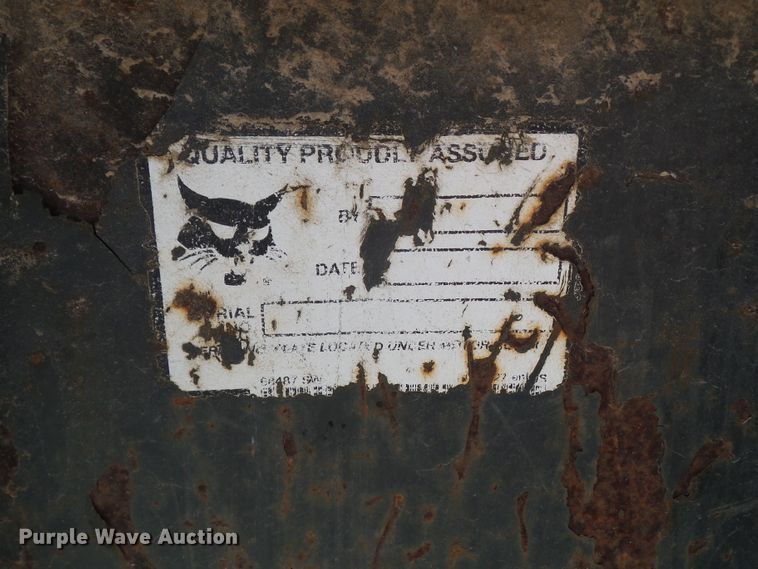 QUALITY PROUDLY ASSURED
BY
DATE
SERIAL
NO.
PLATE LOCATED UNDER
Purple Wave Auction